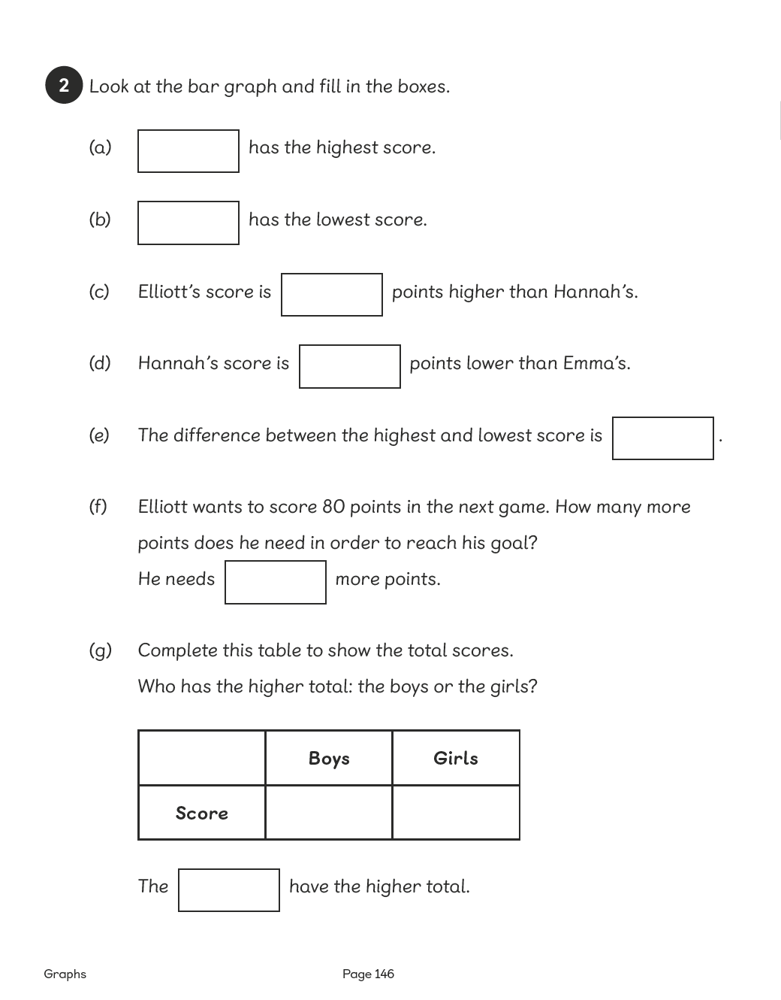 2 Look at the bar graph and fill in the boxes.
(a) has the highest score.
(b) has the lowest score.
(c) Elliott’s score is points higher than Hannah’s.
(d) Hannah’s score is points lower than Emma’s.
(e) The difference between the highest and lowest score is .
(f) Elliott wants to score 80 points in the next game. How many more
points does he need in order to reach his goal?
He needs more points.
(g) Complete this table to show the total scores.
Who has the higher total: the boys or the girls?
Boys Girls
Score
The have the higher total.
Graphs Page 146